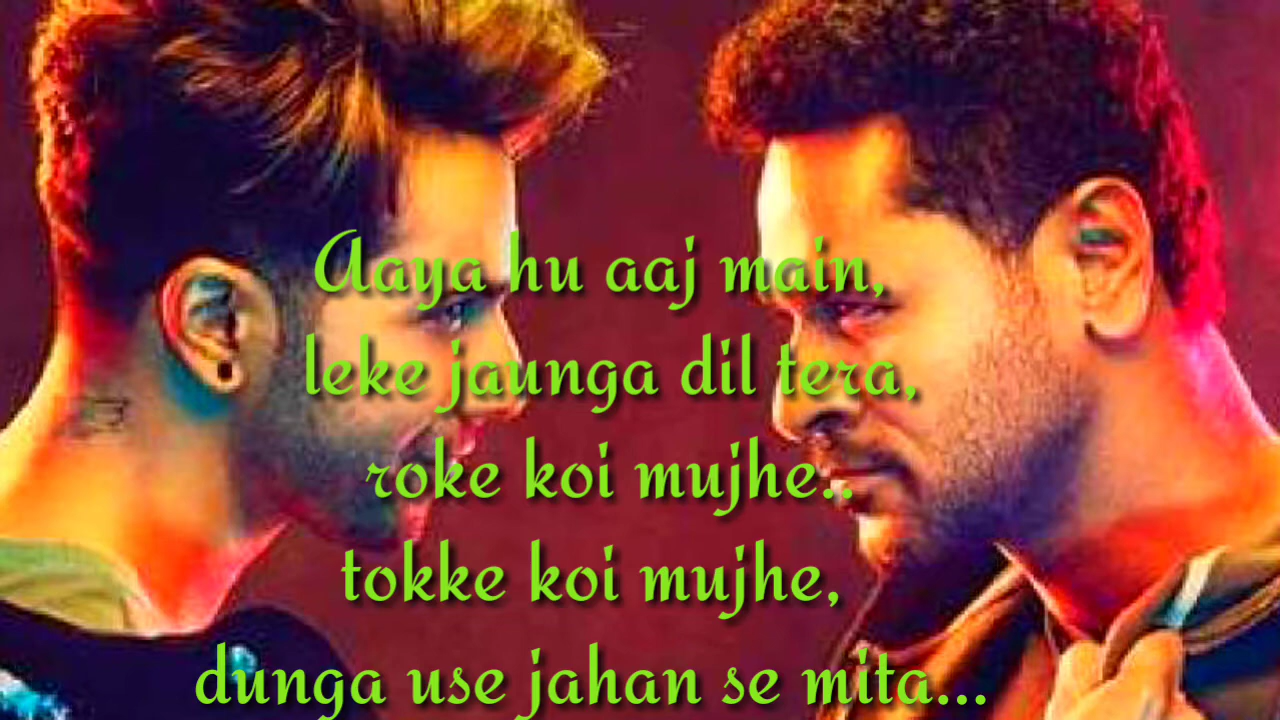 Aaya hu aaj main,
leke jaunga dil tera,
roke koi mujhe..
tokke koi mujhe,
dunga use jahan se mita...